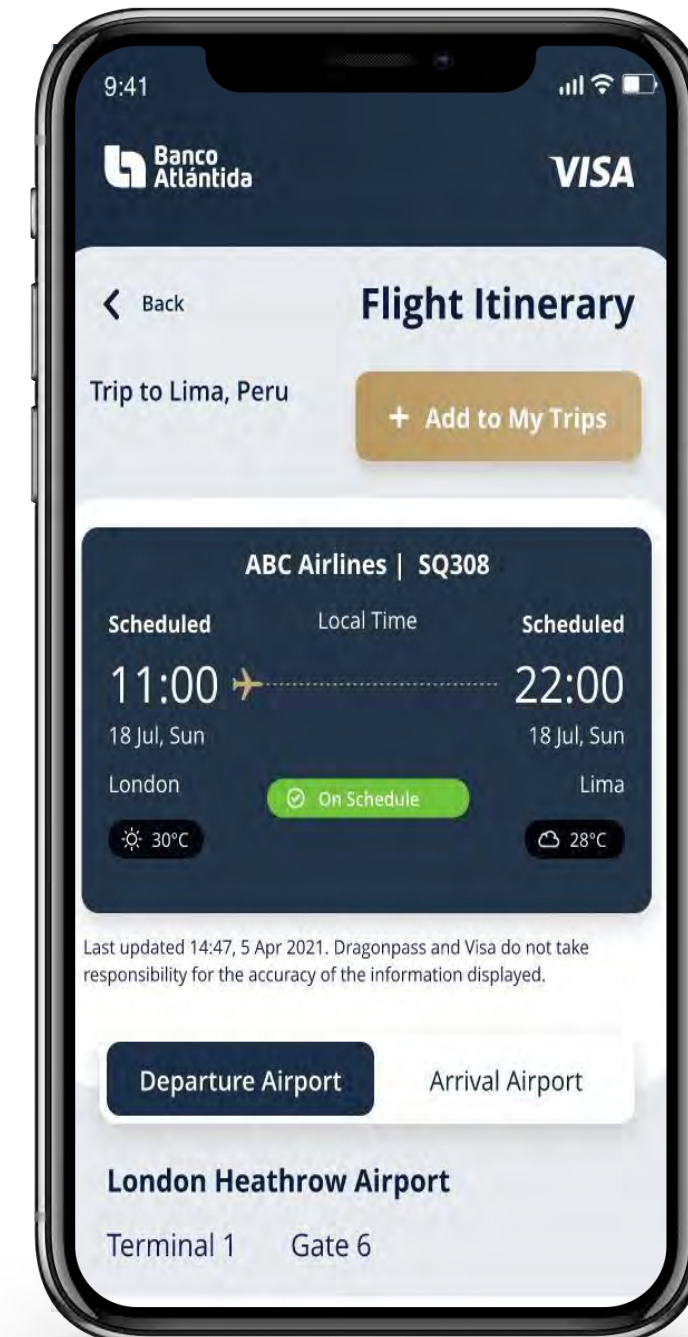 9:41
Banco
Atlántida
VISA
Back
Flight Itinerary
Trip to Lima, Peru
+ Add to My Trips
ABC Airlines | SQ308
Scheduled
Local Time
Scheduled
11:00
22:00
18 Jul, Sun
18 Jul, Sun
London
On Schedule
Lima
30°C
28°C
Last updated 14:47, 5 Apr 2021. Dragonpass and Visa do not take
responsibility for the accuracy of the information displayed.
Departure Airport
Arrival Airport
London Heathrow Airport
Terminal 1 Gate 6